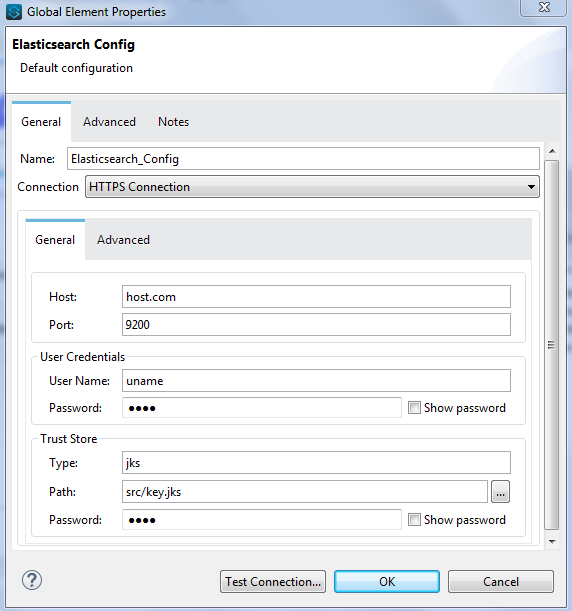 Global Element Properties
Elasticsearch Config
Default configuration
General Advanced Notes
Name: Elasticsearch_Config
Connection HTTPS Connection
General Advanced
Host: host.com
Port: 9200
User Credentials
User Name: uname
Password: ●●●● Show password
Trust Store
Type: jks
Path: src/key.jks ...
Password: ●●●● Show password
? Test Connection... OK Cancel